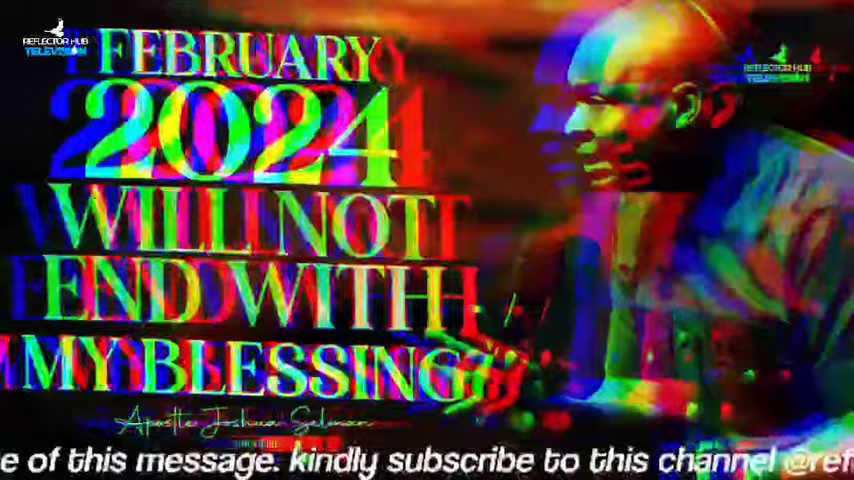 REFLECTOR HUB
TELEVISION
REFLECTOR HUB
TELEVISION
FEBRUARY
2024
WILL NOT
END WITH
MY BLESSING
Apostle Joshua Selman
e of this message. kindly subscribe to this channel @ref